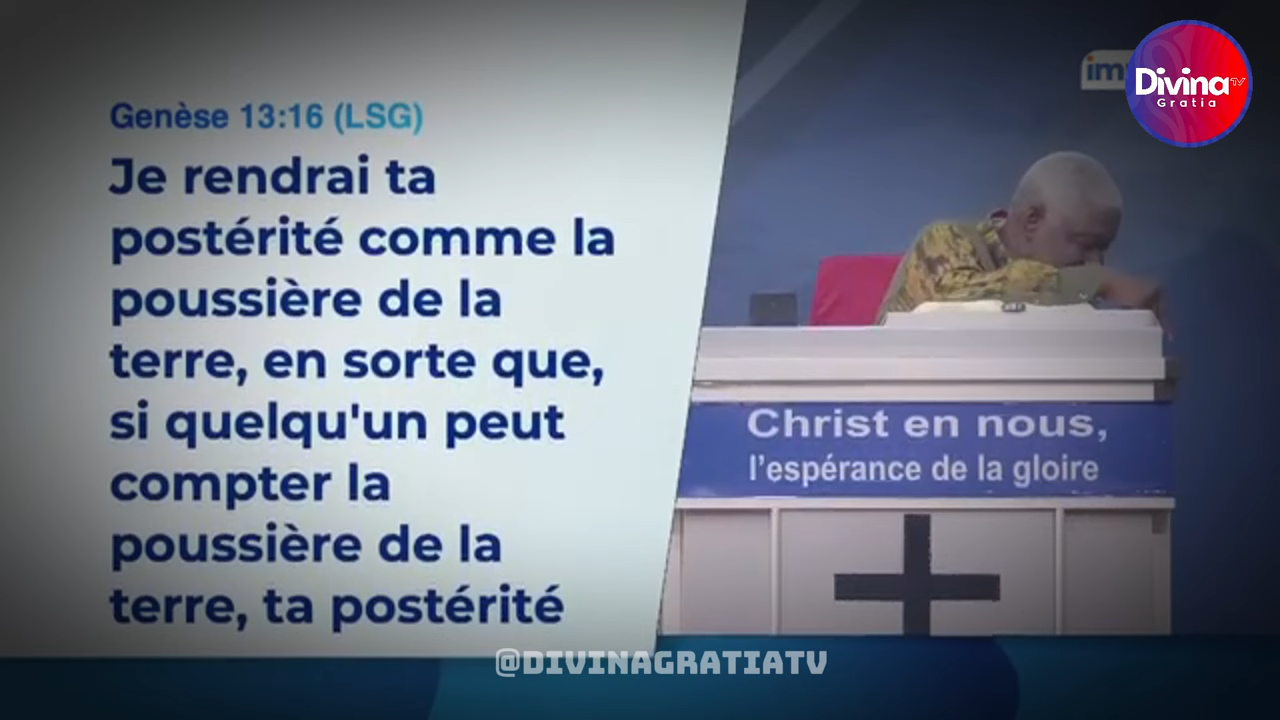 Genèse 13:16 (LSG)
Je rendrai ta
postérité comme la
poussière de la
terre, en sorte que,
si quelqu'un peut
compter la
poussière de la
terre, ta postérité
Divina TV
Gratia
Christ en nous,
l'espérance de la gloire
@DIVINAGRATIATV